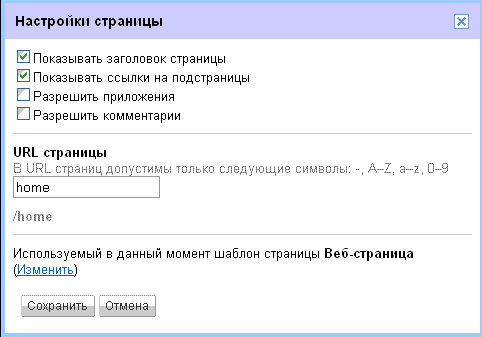 Настройки страницы
Показывать заголовок страницы
Показывать ссылки на подстраницы
Разрешить приложения
Разрешить комментарии
URL страницы
В URL страниц допустимы только следующие символы: -, A–Z, a–z, 0–9
home
/home
Используемый в данный момент шаблон страницы Веб-страница
(Изменить)
Сохранить Отмена